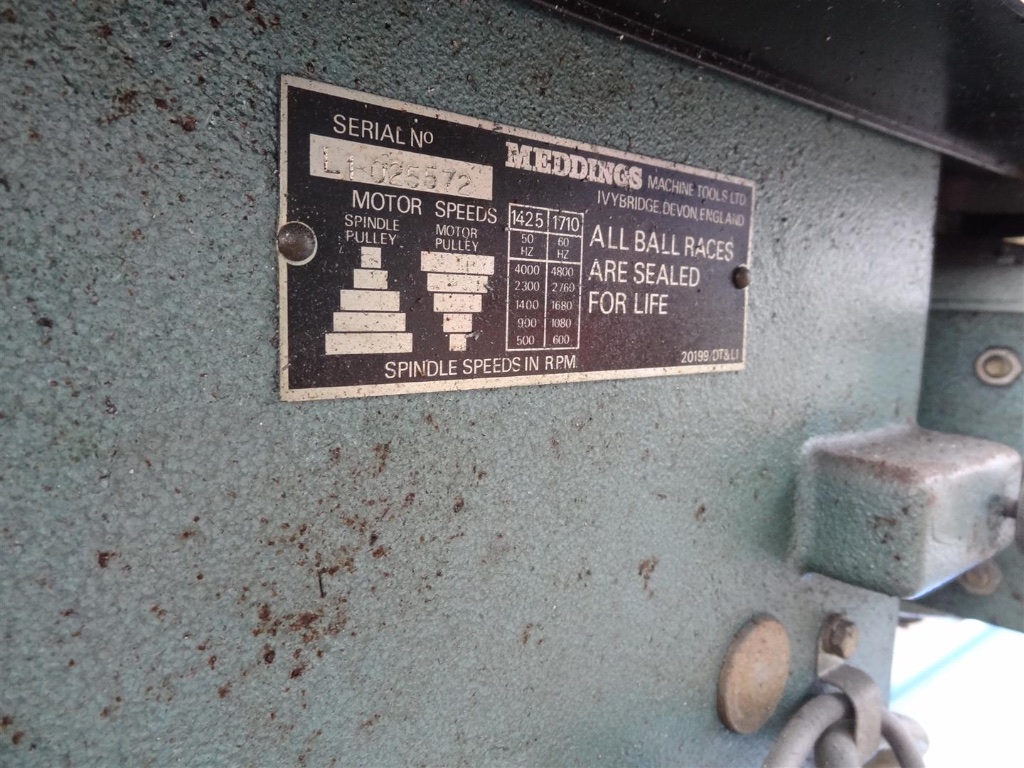 SERIAL No
L1-025572
MEDDINGS MACHINE TOOLS LTD
IVYBRIDGE, DEVON, ENGLAND
MOTOR SPEEDS 1425 1710
SPINDLE PULLEY
MOTOR PULLEY
50 HZ 60 HZ
4000 4800
2300 2760
1400 1680
900 1080
500 600
SPINDLE SPEEDS IN R.P.M.
ALL BALL RACES
ARE SEALED
FOR LIFE
20199/DT&L1